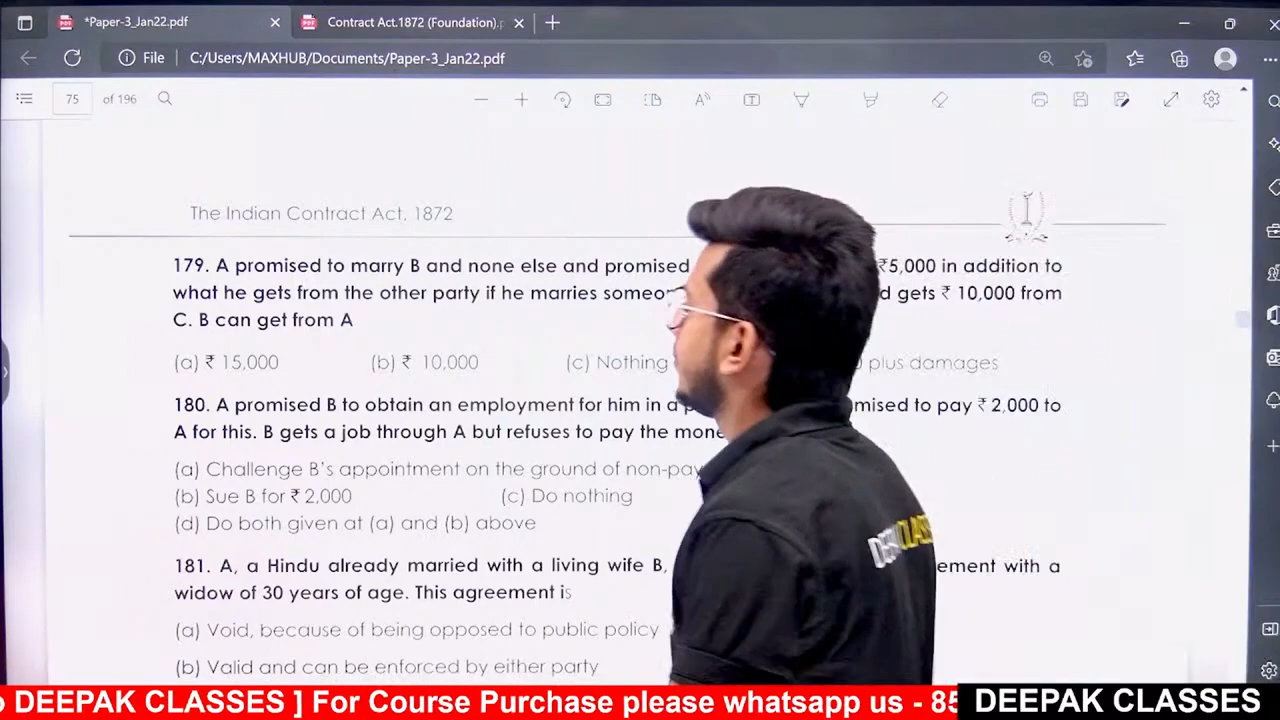 *Paper-3_Jan22.pdf
Contract Act.1872 (Foundation).p
File C:/Users/MAXHUB/Documents/Paper-3_Jan22.pdf
75 of 196
The Indian Contract Act. 1872
179. A promised to marry B and none else and promised ₹5,000 in addition to
what he gets from the other party if he marries gets ₹ 10,000 from
C. B can get from A
(a) ₹ 15,000 (b) ₹ 10,000 (c) Nothing plus damages
180. A promised B to obtain an employment for him in a to pay ₹ 2,000 to
A for this. B gets a job through A but refuses to pay the
(a) Challenge B's appointment on the ground of
(b) Sue B for ₹ 2,000 (c) Do nothing
(d) Do both given at (a) and (b) above
181. A, a Hindu already married with a living wife B, with a
widow of 30 years of age. This agreement is
(a) Void, because of being opposed to public policy
(b) Valid and can be enforced by either party
DEEPAK CLASSES ] For Course Purchase please whatsapp us - 85
DEEPAK CLASSES